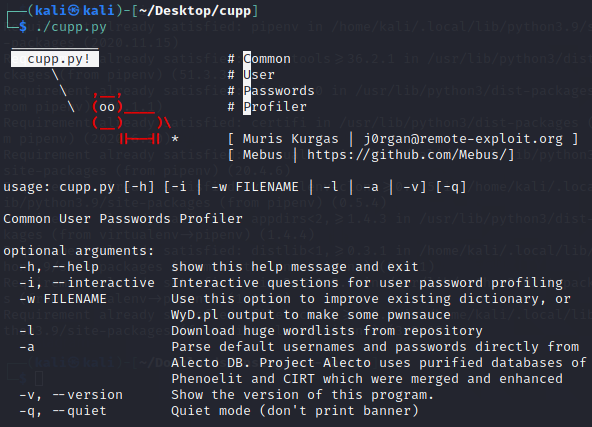 ┌──(kali㉿kali)-[~/Desktop/cupp]
└─$ ./cupp.py
 ___________
   cupp.py!                 # Common
      \                     # User
       \   ,__,             # Passwords
        \  (oo)____         # Profiler
           (__)    )\
              ||--|| *      [ Muris Kurgas | j0rgan@remote-exploit.org ]
                            [ Mebus | https://github.com/Mebus/]
usage: cupp.py [-h] [-i | -w FILENAME | -l | -a | -v] [-q]
Common User Passwords Profiler
optional arguments:
  -h, --help         show this help message and exit
  -i, --interactive  Interactive questions for user password profiling
  -w FILENAME        Use this option to improve existing dictionary, or
                     WyD.pl output to make some pwnsauce
  -l                 Download huge wordlists from repository
  -a                 Parse default usernames and passwords directly from
                     Alecto DB. Project Alecto uses purified databases of
                     Phenoelit and CIRT which were merged and enhanced
  -v, --version      Show the version of this program.
  -q, --quiet        Quiet mode (don't print banner)